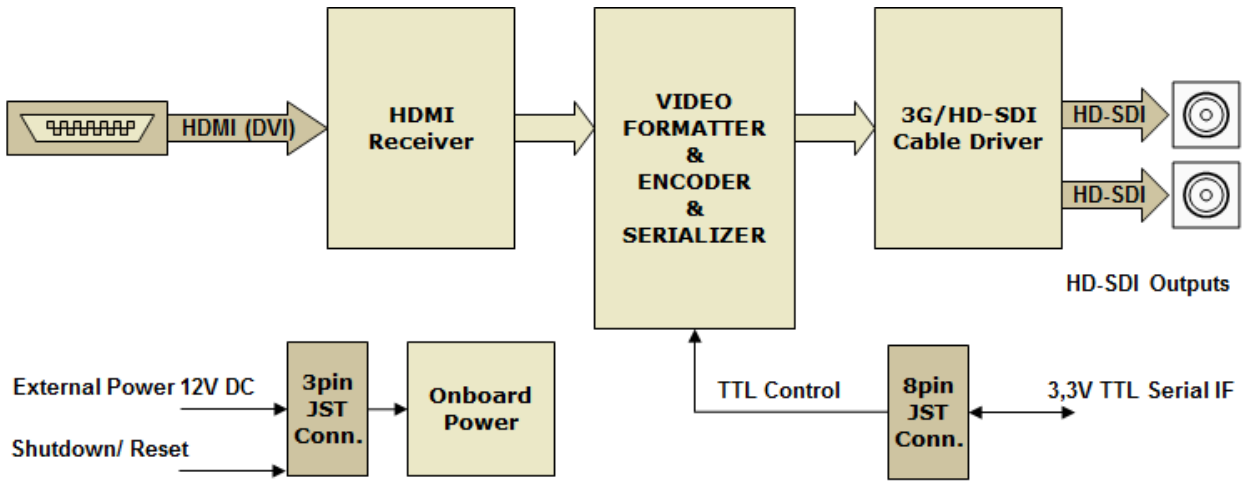 HDMI (DVI)
HDMI
Receiver
VIDEO
FORMATTER
&
ENCODER
&
SERIALIZER
3G/HD-SDI
Cable Driver
HD-SDI
HD-SDI
HD-SDI Outputs
External Power 12V DC
Shutdown/ Reset
3pin
JST
Conn.
Onboard
Power
TTL Control
8pin
JST
Conn.
3,3V TTL Serial IF